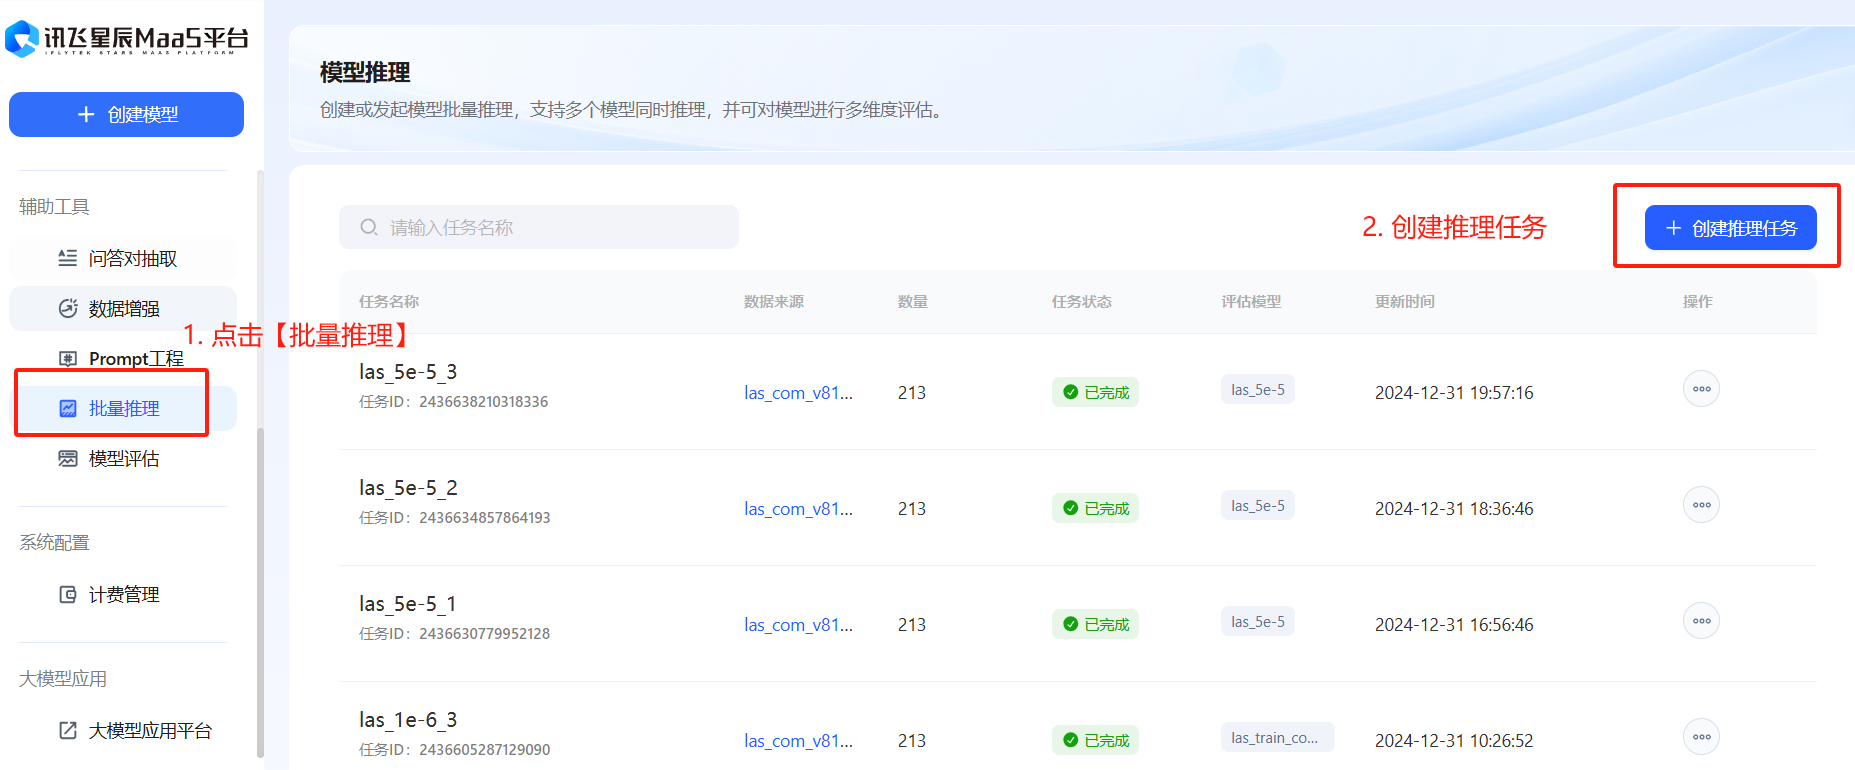 讯飞星辰MaaS平台
IFLYTEK STARS MAAS PLATFORM
+ 创建模型
辅助工具
问答对抽取
数据增强
1. 点击【批量推理】
Prompt工程
批量推理
模型评估
系统配置
计费管理
大模型应用
大模型应用平台
模型推理
创建或发起模型批量推理，支持多个模型同时推理，并可对模型进行多维度评估。
请输入任务名称
2. 创建推理任务
+ 创建推理任务
任务名称 数据来源 数量 任务状态 评估模型 更新时间 操作
las_5e-5_3
任务ID：2436638210318336
las_com_v81... 213 已完成 las_5e-5 2024-12-31 19:57:16
las_5e-5_2
任务ID：2436634857864193
las_com_v81... 213 已完成 las_5e-5 2024-12-31 18:36:46
las_5e-5_1
任务ID：2436630779952128
las_com_v81... 213 已完成 las_5e-5 2024-12-31 16:56:46
las_1e-6_3
任务ID：2436605287129090
las_com_v81... 213 已完成 las_train_co... 2024-12-31 10:26:52